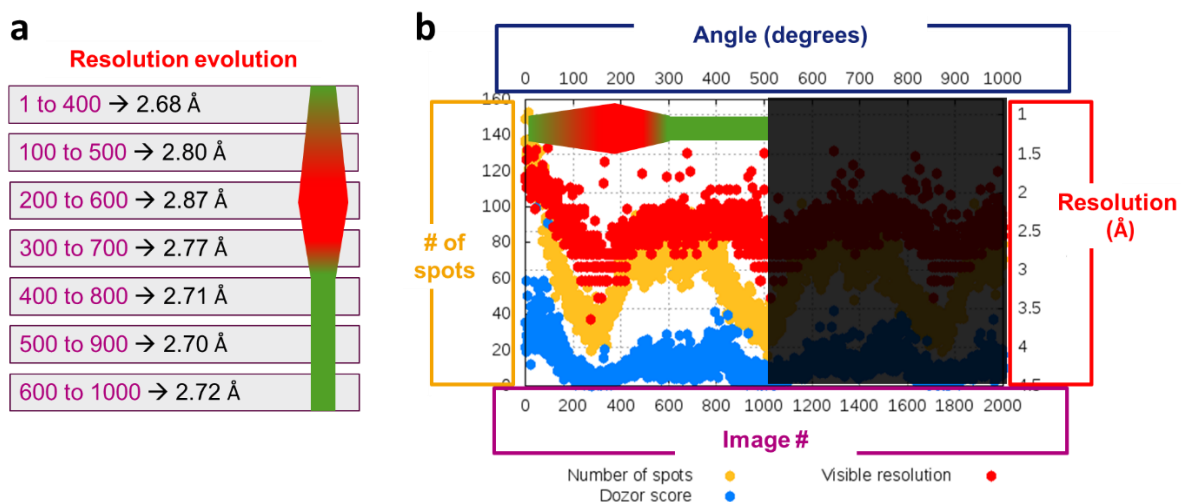 a
Resolution evolution
1 to 400 → 2.68 Å
100 to 500 → 2.80 Å
200 to 600 → 2.87 Å
300 to 700 → 2.77 Å
400 to 800 → 2.71 Å
500 to 900 → 2.70 Å
600 to 1000 → 2.72 Å
b
Angle (degrees)
0 100 200 300 400 500 600 700 800 900 1000
# of
spots
160
140
120
100
80
60
40
20
0
1
1.5
2
2.5
3
3.5
4
4.5
Resolution
(Å)
0 200 400 600 800 1000 1200 1400 1600 1800 2000
Image #
Number of spots
Dozor score
Visible resolution